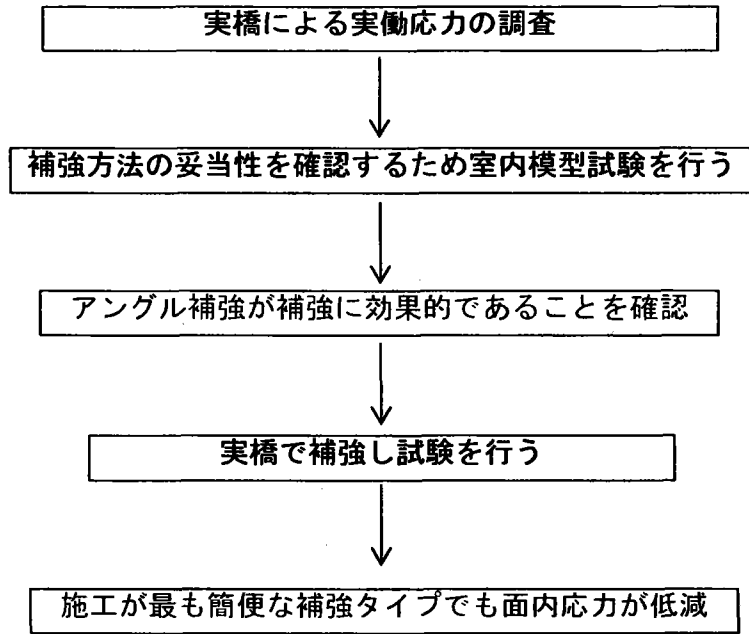 実橋による実働応力の調査
補強方法の妥当性を確認するため室内模型試験を行う
アングル補強が補強に効果的であることを確認
実橋で補強し試験を行う
施工が最も簡便な補強タイプでも面内応力が低減